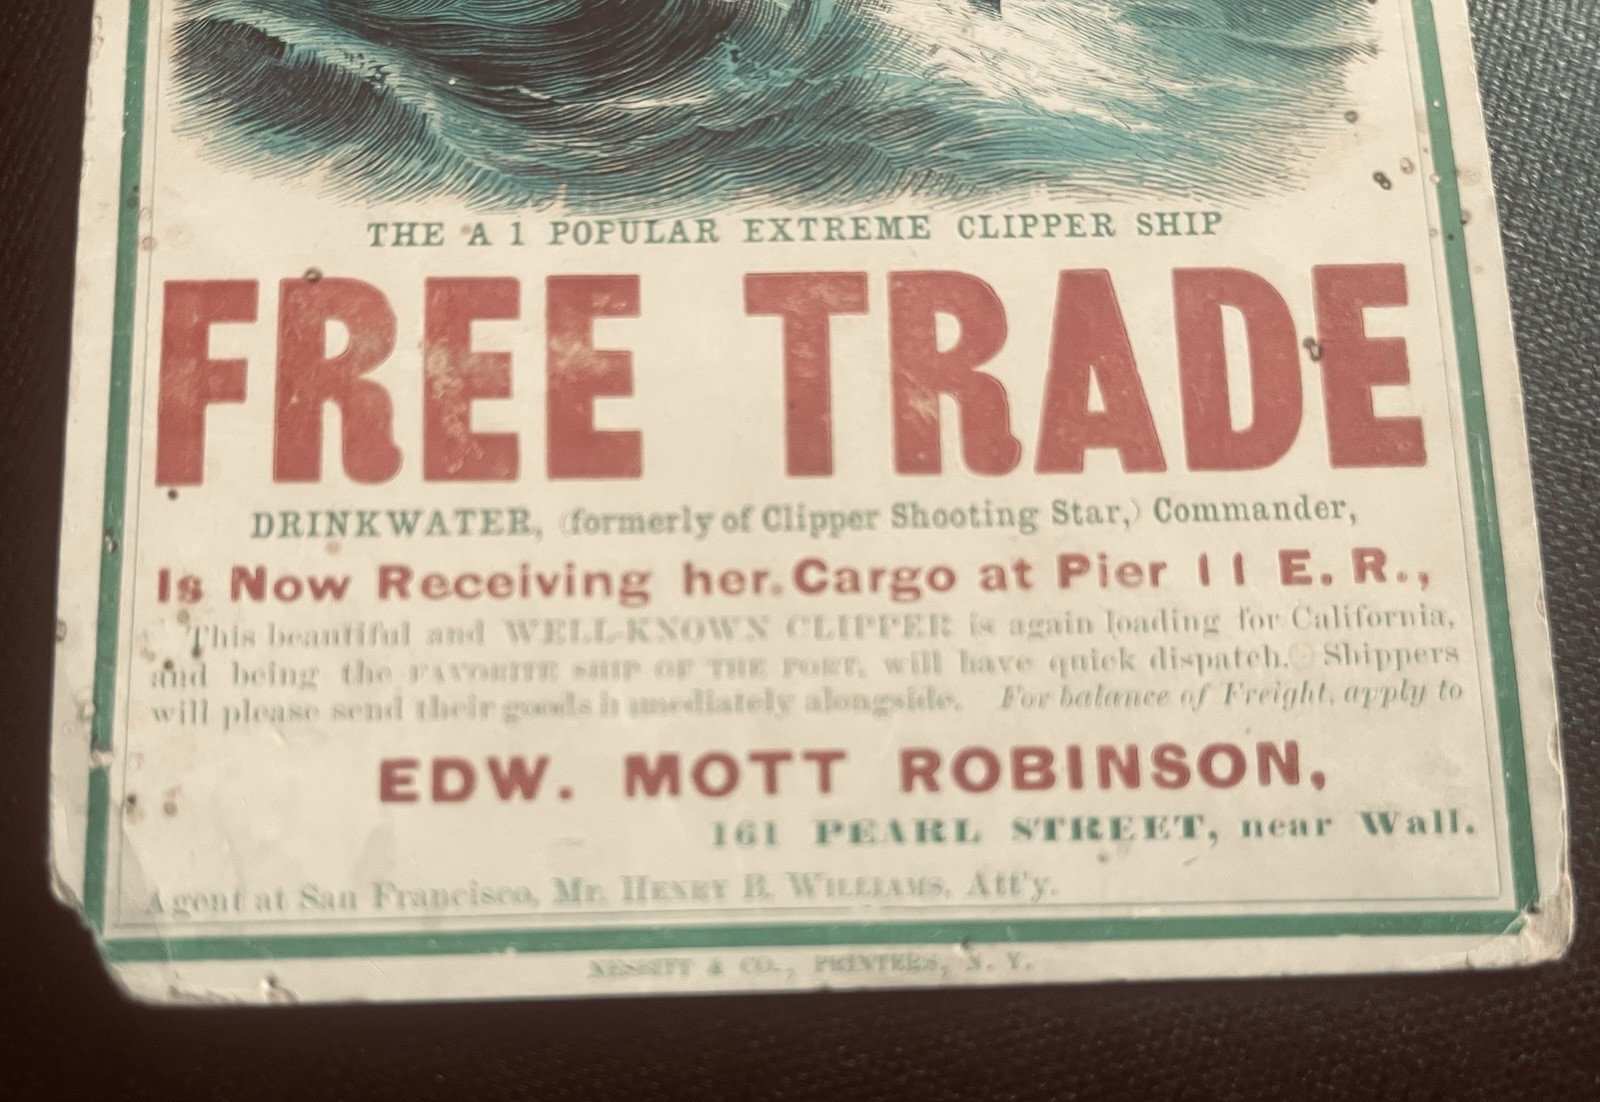 THE A 1 POPULAR EXTREME CLIPPER SHIP
FREE TRADE
DRINKWATER, (formerly of Clipper Shooting Star,) Commander,
Is Now Receiving her Cargo at Pier 11 E. R.,
This beautiful and WELL-KNOWN CLIPPER is again loading for California,
and being the FAVORITE SHIP OF THE PORT, will have quick dispatch. Shippers
will please send their goods immediately alongside. For balance of Freight, apply to
EDW. MOTT ROBINSON,
161 PEARL STREET, near Wall.
Agent at San Francisco, Mr. HENRY B. WILLIAMS, Att'y.
NESBITT & CO., PRINTERS, N. Y.